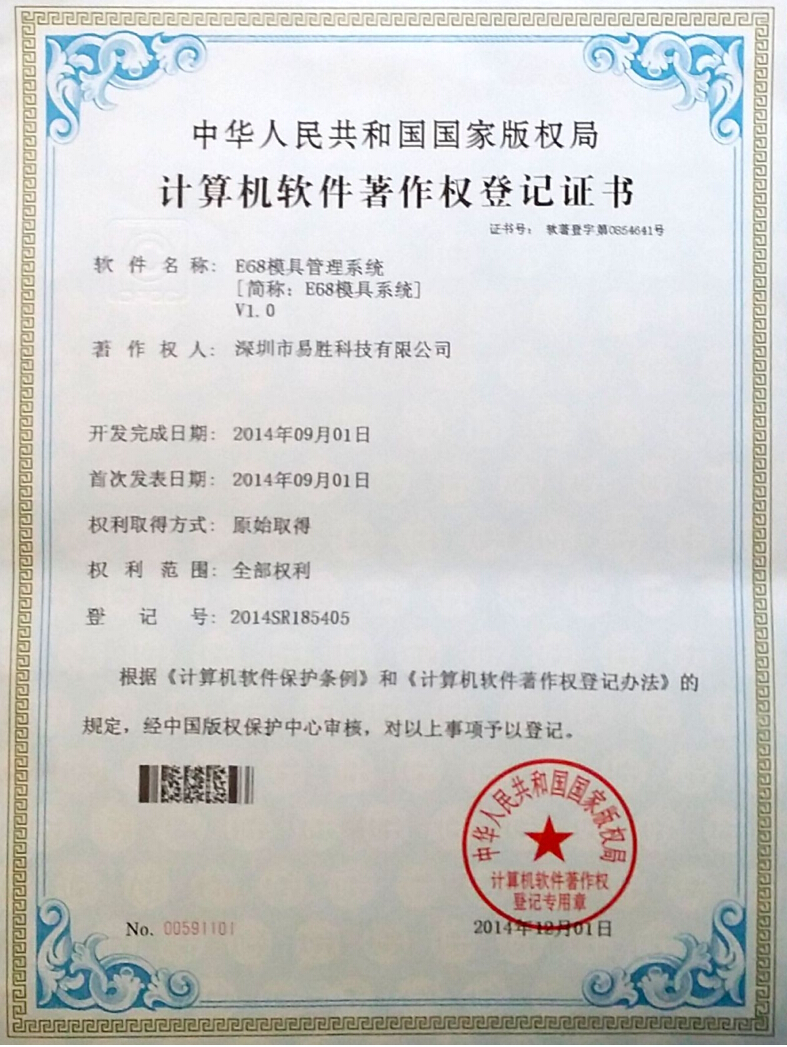 中华人民共和国国家版权局
计算机软件著作权登记证书
证书号： 软著登字第0854641号
软件名称： E68模具管理系统
[简称：E68模具系统]
V1.0
著作权人： 深圳市易胜科技有限公司
开发完成日期： 2014年09月01日
首次发表日期： 2014年09月01日
权利取得方式： 原始取得
权利范围： 全部权利
登记号： 2014SR185405
根据《计算机软件保护条例》和《计算机软件著作权登记办法》的
规定，经中国版权保护中心审核，对以上事项予以登记。
中华人民共和国国家版权局
计算机软件著作权
登记专用章
No. 00591101
2014年12月01日